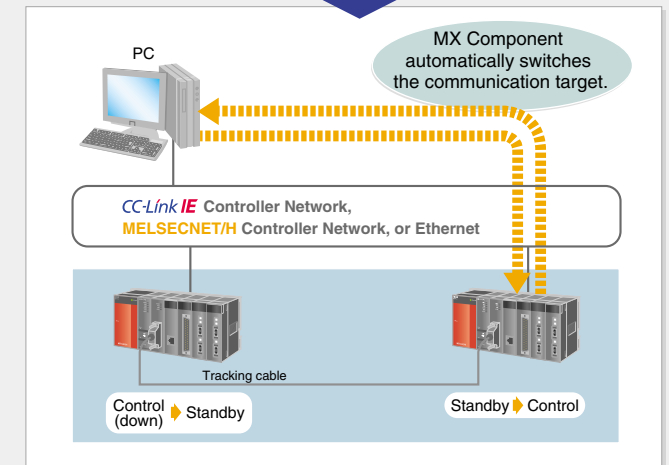 PC
MX Component
automatically switches
the communication target.
CC-Link IE Controller Network,
MELSECNET/H Controller Network, or Ethernet
Tracking cable
Control
(down)
Standby
Standby
Control